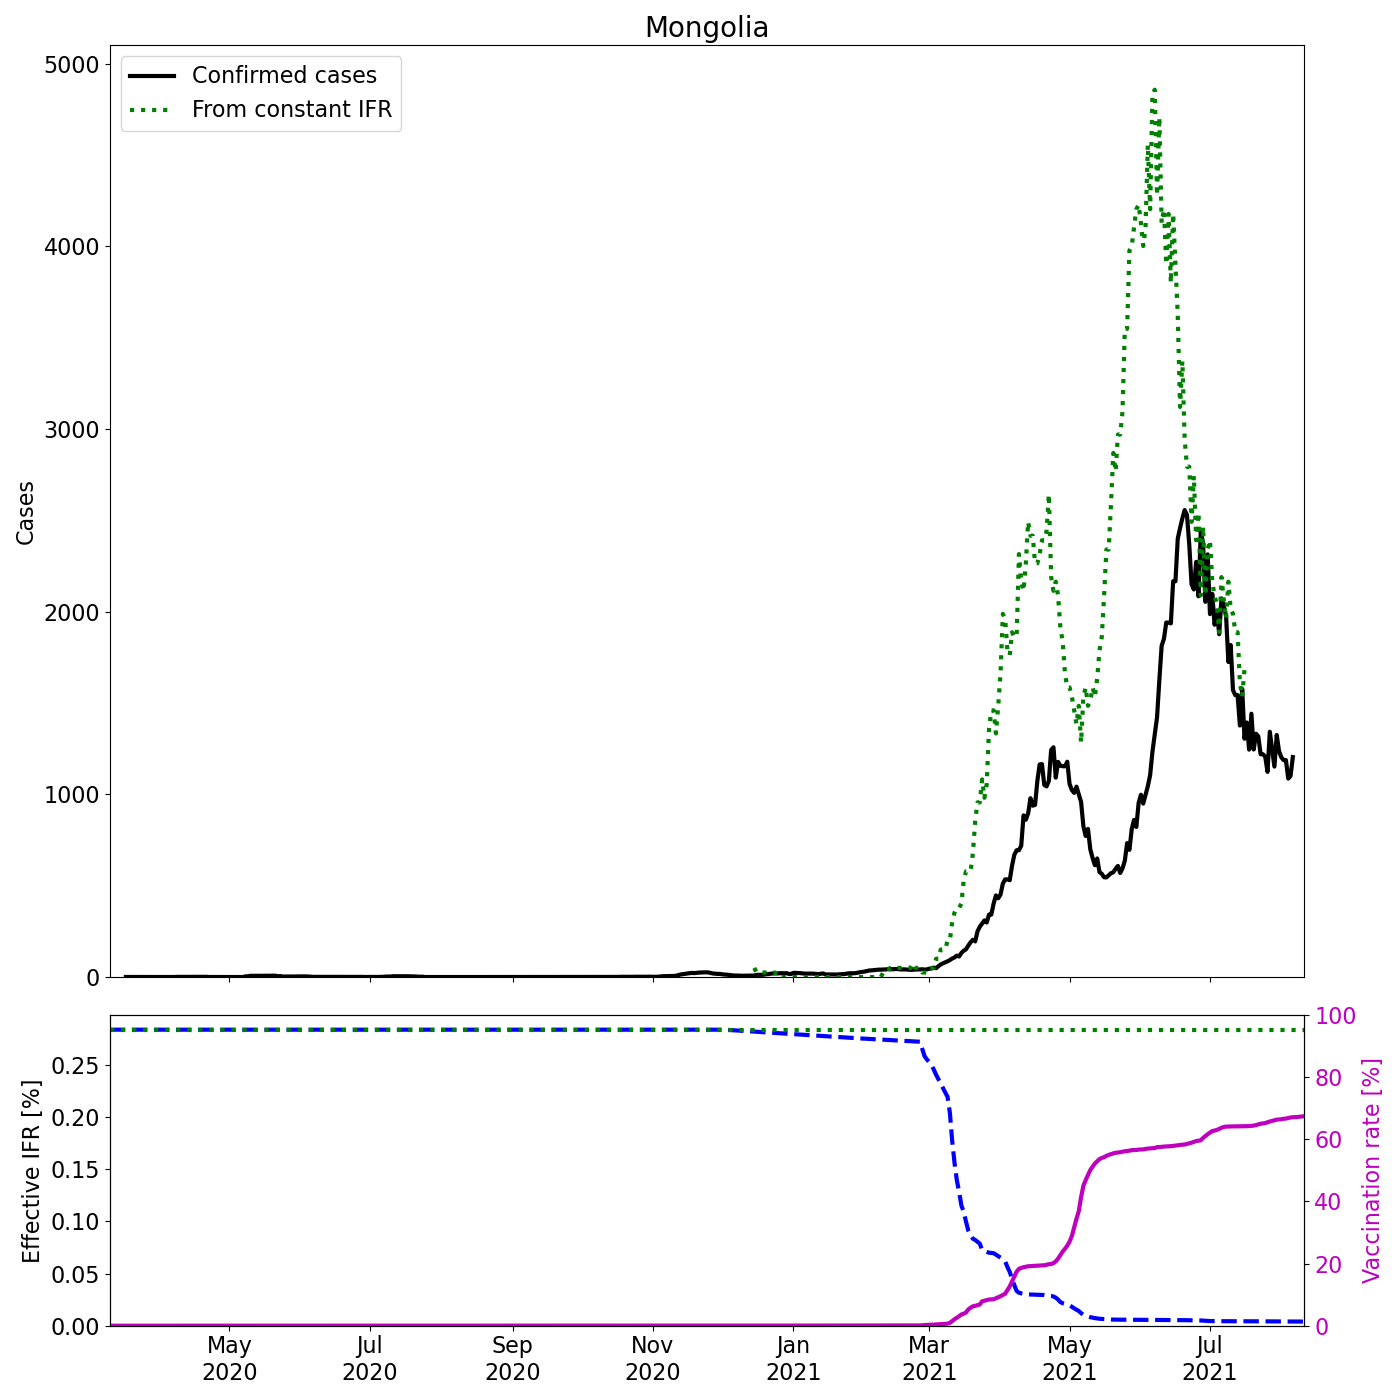 Mongolia
Confirmed cases
From constant IFR
5000
4000
3000
2000
1000
0
Cases
0.25
0.20
0.15
0.10
0.05
0.00
Effective IFR [%]
100
80
60
40
20
0
Vaccination rate [%]
May Jul Sep Nov Jan Mar May Jul
2020 2020 2020 2020 2021 2021 2021 2021